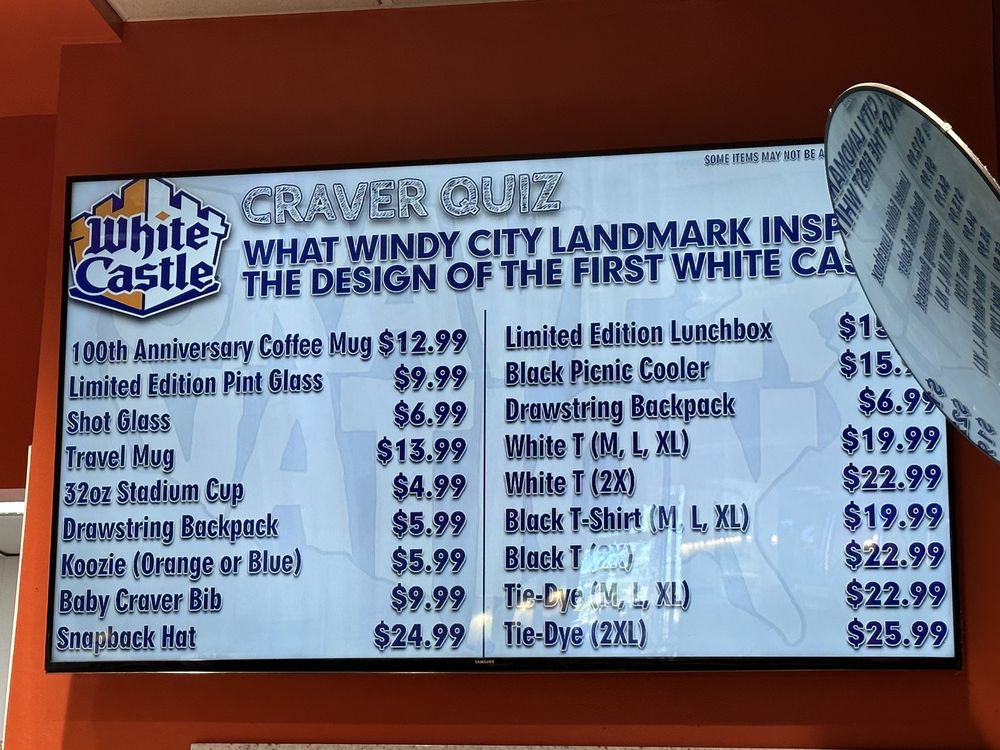 SOME ITEMS MAY NOT BE A
White
Castle
CRAVER QUIZ
WHAT WINDY CITY LANDMARK INSP
THE DESIGN OF THE FIRST WHITE CAS
100th Anniversary Coffee Mug $12.99
Limited Edition Pint Glass $9.99
Shot Glass $6.99
Travel Mug $13.99
32oz Stadium Cup $4.99
Drawstring Backpack $5.99
Koozie (Orange or Blue) $5.99
Baby Craver Bib $9.99
Snapback Hat $24.99
Limited Edition Lunchbox
Black Picnic Cooler $15.
Drawstring Backpack $6.99
White T (M, L, XL) $19.99
White T (2X) $22.99
Black T-Shirt (M, L, XL) $19.99
Black T (2X) $22.99
Tie-Dye (M, L, XL) $22.99
Tie-Dye (2XL) $25.99
SAMSUNG